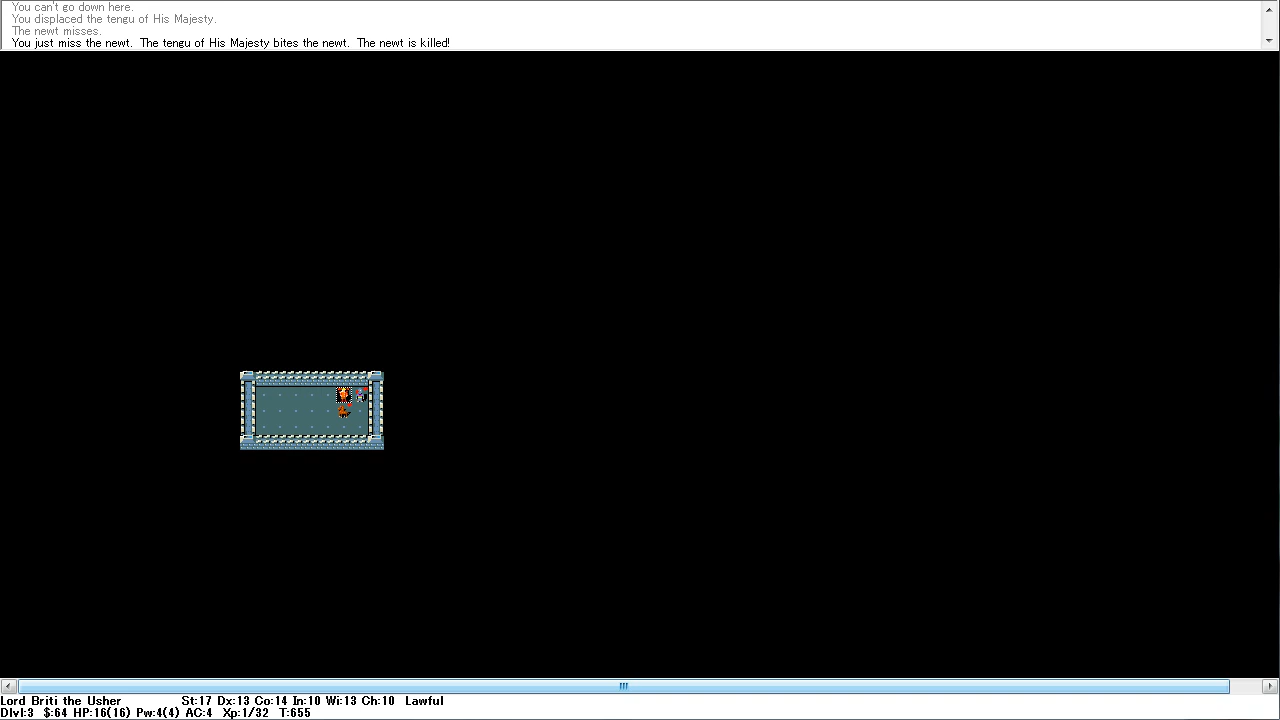 You can't go down here.
You displaced the tengu of His Majesty.
The newt misses.
You just miss the newt.  The tengu of His Majesty bites the newt.  The newt is killed!
Lord Briti the Usher St:17 Dx:13 Co:14 In:10 Wi:13 Ch:10 Lawful
Dlvl:3 $:64 HP:16(16) Pw:4(4) AC:4 Xp:1/32 T:655